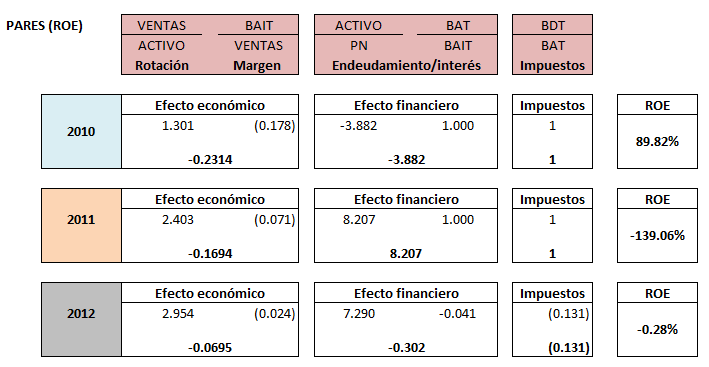 PARES (ROE)
VENTAS BAIT ACTIVO BAT BDT
ACTIVO VENTAS PN BAIT BAT
Rotación Margen Endeudamiento/interés Impuestos
Efecto económico Efecto financiero Impuestos ROE
2010 1.301 (0.178) -3.882 1.000 1 89.82%
-0.2314 -3.882 1
Efecto económico Efecto financiero Impuestos ROE
2011 2.403 (0.071) 8.207 1.000 1 -139.06%
-0.1694 8.207 1
Efecto económico Efecto financiero Impuestos ROE
2012 2.954 (0.024) 7.290 -0.041 (0.131) -0.28%
-0.0695 -0.302 (0.131)